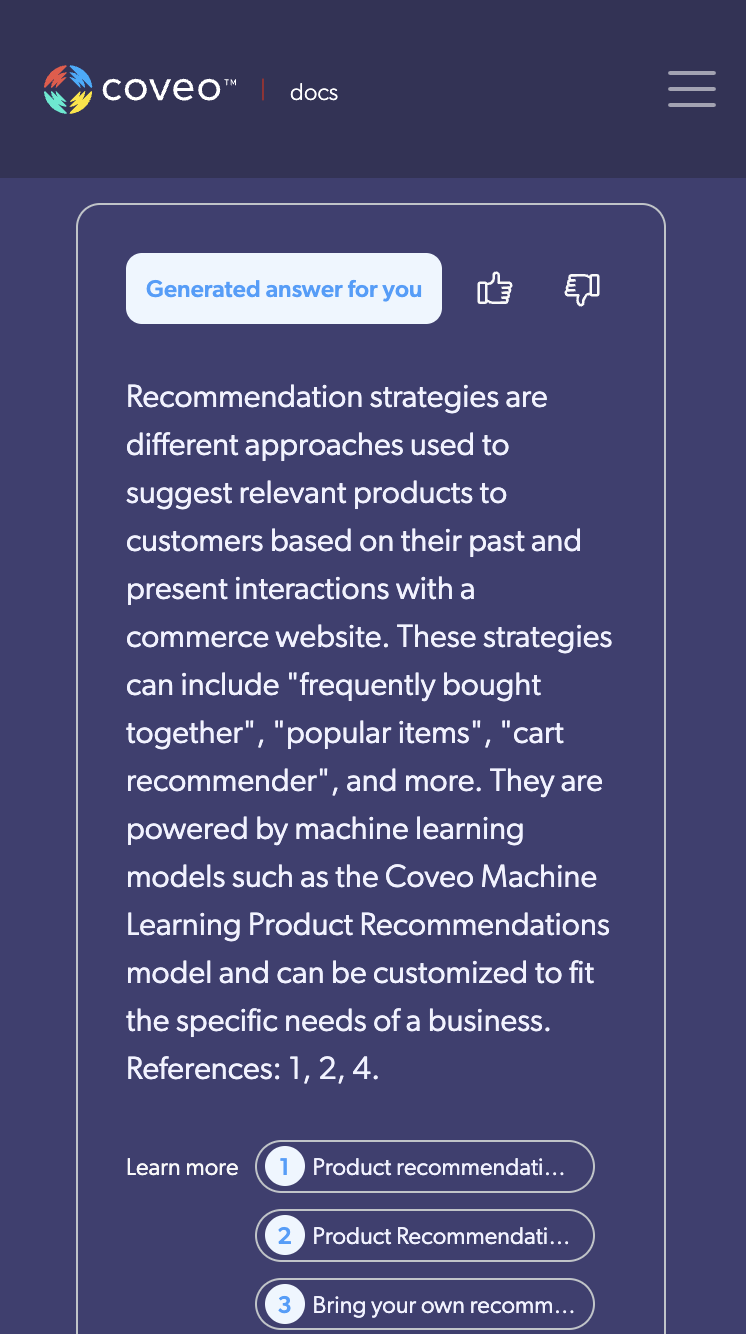 coveo™ | docs
Generated answer for you
Recommendation strategies are
different approaches used to
suggest relevant products to
customers based on their past and
present interactions with a
commerce website. These strategies
can include "frequently bought
together", "popular items", "cart
recommender", and more. They are
powered by machine learning
models such as the Coveo Machine
Learning Product Recommendations
model and can be customized to fit
the specific needs of a business.
References: 1, 2, 4.
Learn more 1 Product recommendati...
2 Product Recommendati...
3 Bring your own recomm...